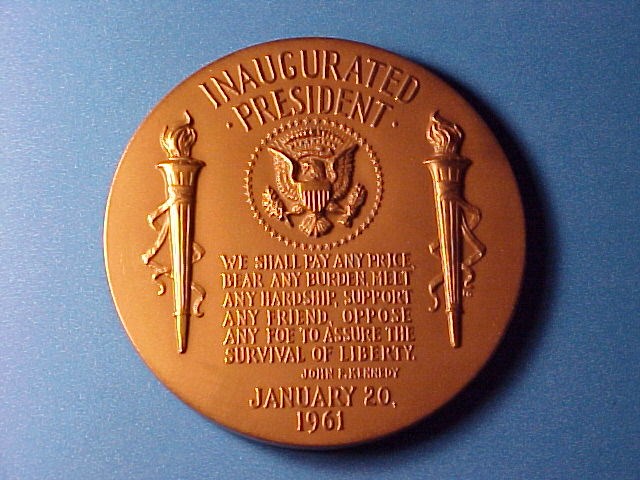 INAUGURATED
·PRESIDENT·
WE SHALL PAY ANY PRICE,
BEAR ANY BURDEN, MEET
ANY HARDSHIP, SUPPORT
ANY FRIEND, OPPOSE
ANY FOE TO ASSURE THE
SURVIVAL OF LIBERTY.
JOHN F. KENNEDY
JANUARY 20,
1961